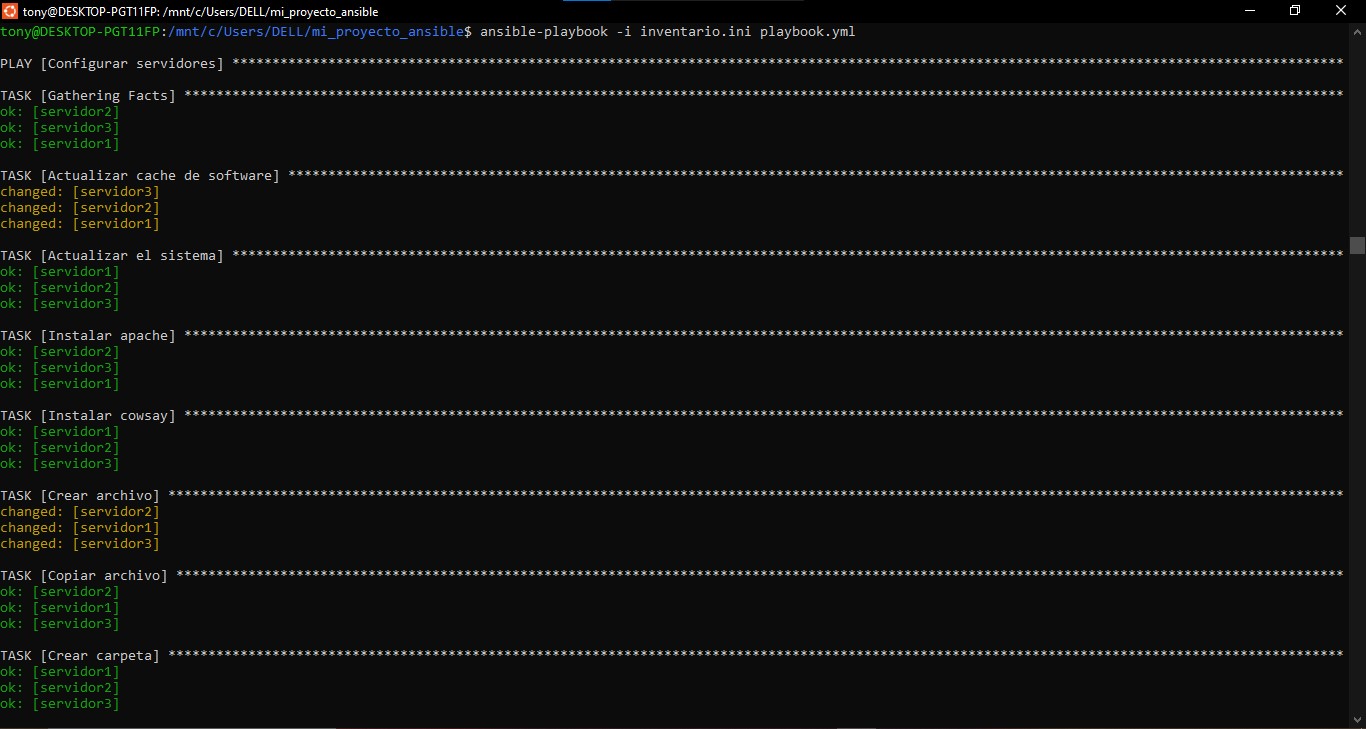 tony@DESKTOP-PGT11FP: /mnt/c/Users/DELL/mi_proyecto_ansible
tony@DESKTOP-PGT11FP:/mnt/c/Users/DELL/mi_proyecto_ansible$ ansible-playbook -i inventario.ini playbook.yml
PLAY [Configurar servidores] *******************************************************************************************************************************************
TASK [Gathering Facts] *************************************************************************************************************************************************
ok: [servidor2]
ok: [servidor3]
ok: [servidor1]
TASK [Actualizar cache de software] ************************************************************************************************************************************
changed: [servidor3]
changed: [servidor2]
changed: [servidor1]
TASK [Actualizar el sistema] *******************************************************************************************************************************************
ok: [servidor1]
ok: [servidor2]
ok: [servidor3]
TASK [Instalar apache] *************************************************************************************************************************************************
ok: [servidor2]
ok: [servidor3]
ok: [servidor1]
TASK [Instalar cowsay] *************************************************************************************************************************************************
ok: [servidor1]
ok: [servidor2]
ok: [servidor3]
TASK [Crear archivo] ***************************************************************************************************************************************************
changed: [servidor2]
changed: [servidor1]
changed: [servidor3]
TASK [Copiar archivo] **************************************************************************************************************************************************
ok: [servidor2]
ok: [servidor1]
ok: [servidor3]
TASK [Crear carpeta] ***************************************************************************************************************************************************
ok: [servidor1]
ok: [servidor2]
ok: [servidor3]